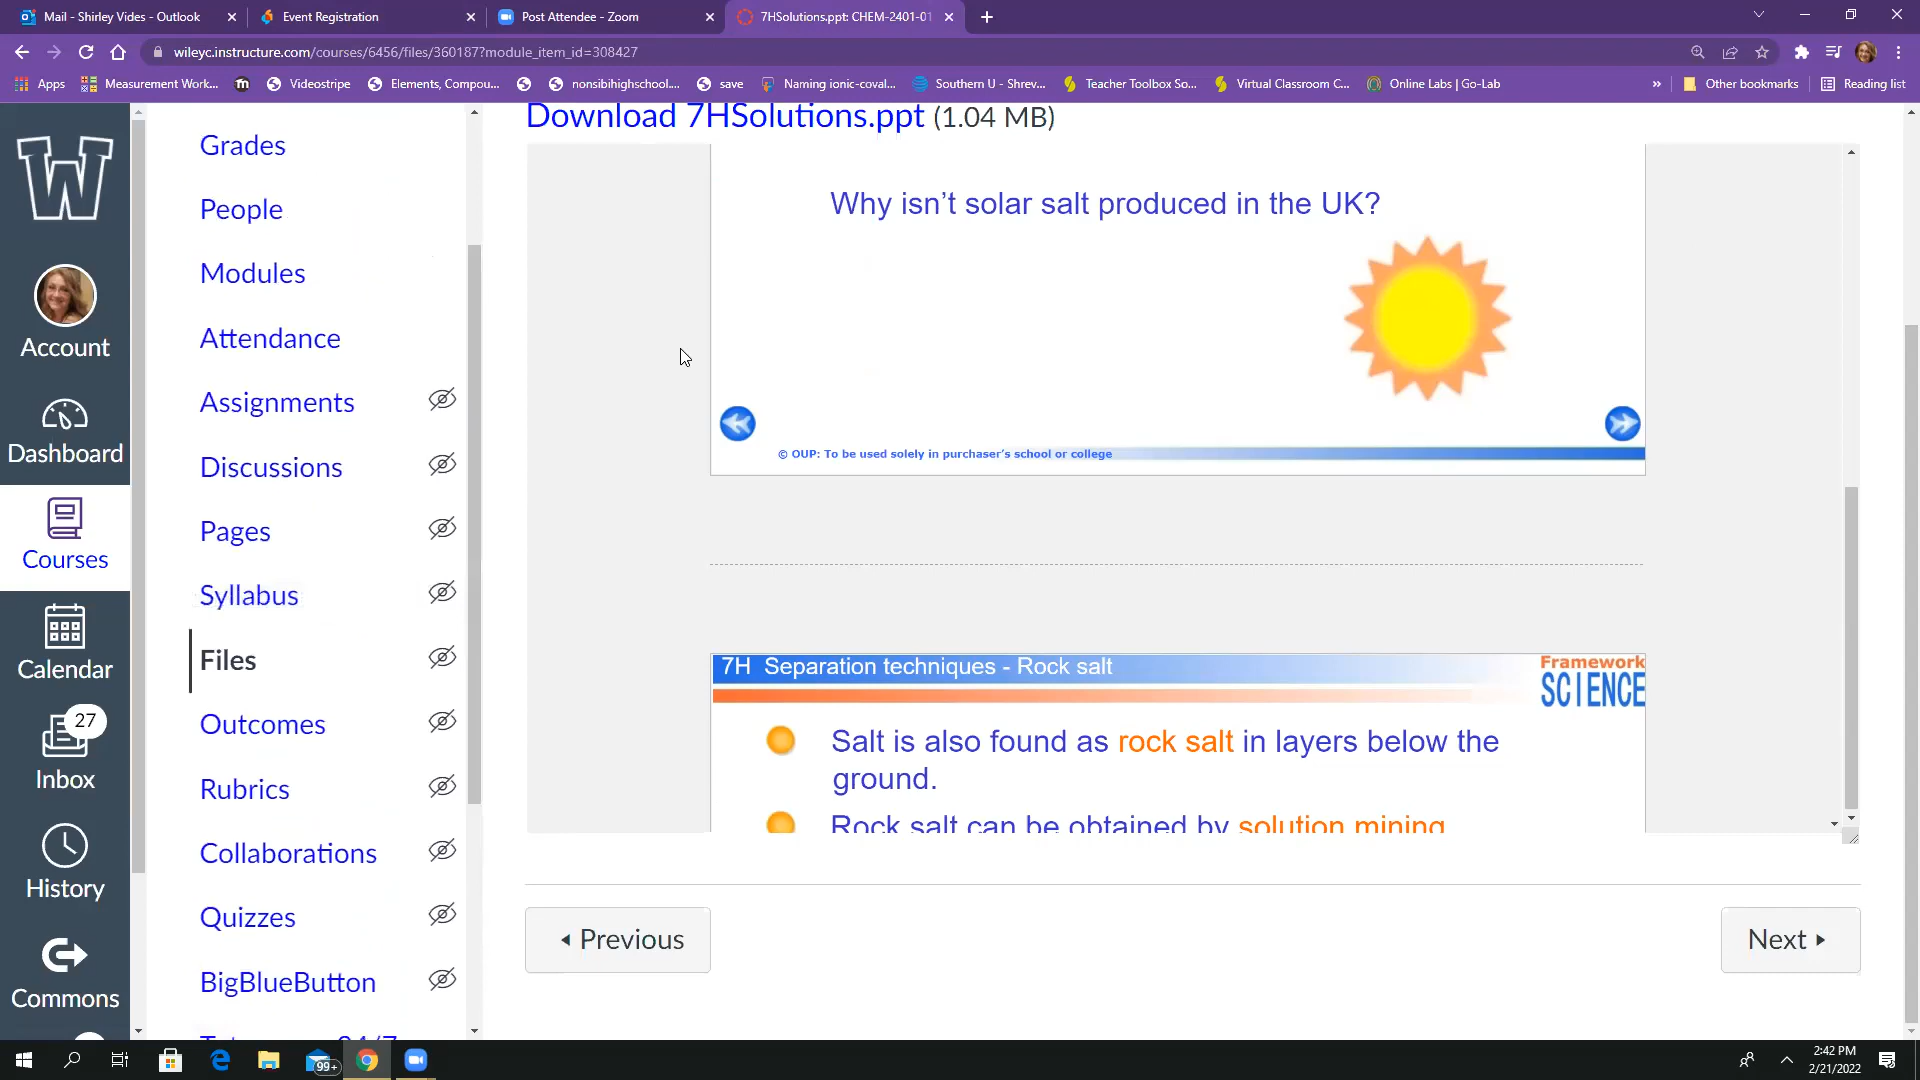 Mail - Shirley Vides - Outlook
Event Registration
Post Attendee - Zoom
7HSolutions.ppt: CHEM-2401-01
wileyc.instructure.com/courses/6456/files/360187?module_item_id=308427
Apps
Measurement Work...
Videostripe
Elements, Compou...
nonsibihighschool....
save
Naming ionic-coval...
Southern U - Shrev...
Teacher Toolbox So...
Virtual Classroom C...
Online Labs | Go-Lab
»
Other bookmarks
Reading list
W
Account
Dashboard
Courses
Calendar
27
Inbox
History
Commons
Grades
People
Modules
Attendance
Assignments
Discussions
Pages
Syllabus
Files
Outcomes
Rubrics
Collaborations
Quizzes
BigBlueButton
Download 7HSolutions.ppt (1.04 MB)
Why isn't solar salt produced in the UK?
© OUP: To be used solely in purchaser's school or college
7H Separation techniques - Rock salt
Framework
SCIENCE
Salt is also found as rock salt in layers below the
ground.
Rock salt can be obtained by solution mining
Previous
Next
99+
2:42 PM
2/21/2022